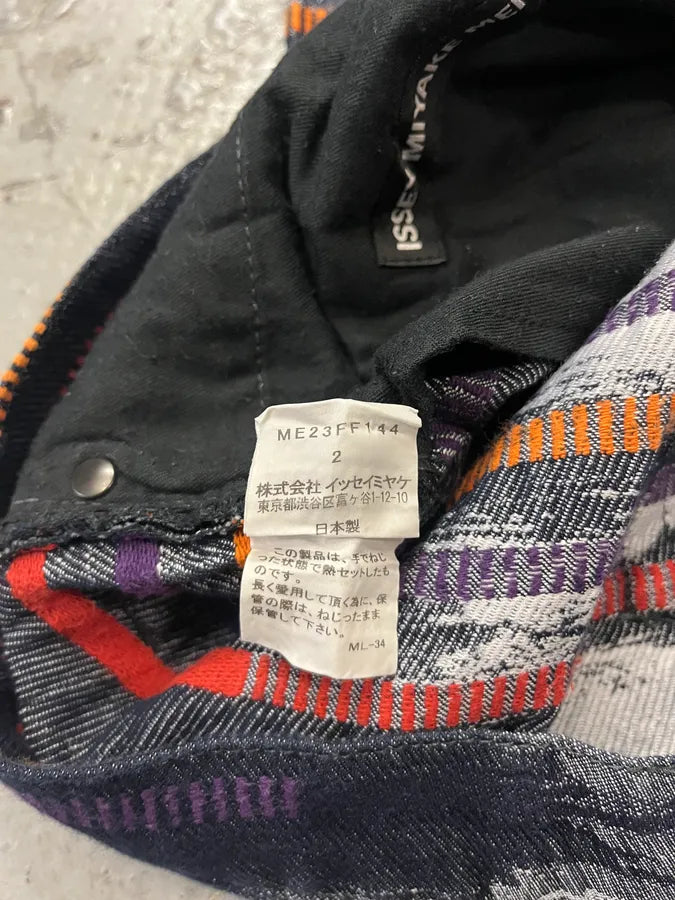 ISSEY MIYAKE MEN
ME23FF144
2
株式会社 イッセイミヤケ
東京都渋谷区富ヶ谷1-12-10
日本製
この製品は、手でねじ
った状態で熱セットしたも
のです。
長く愛用して頂く為に、保
管の際は、ねじったまま
保管して下さい。
ML-34